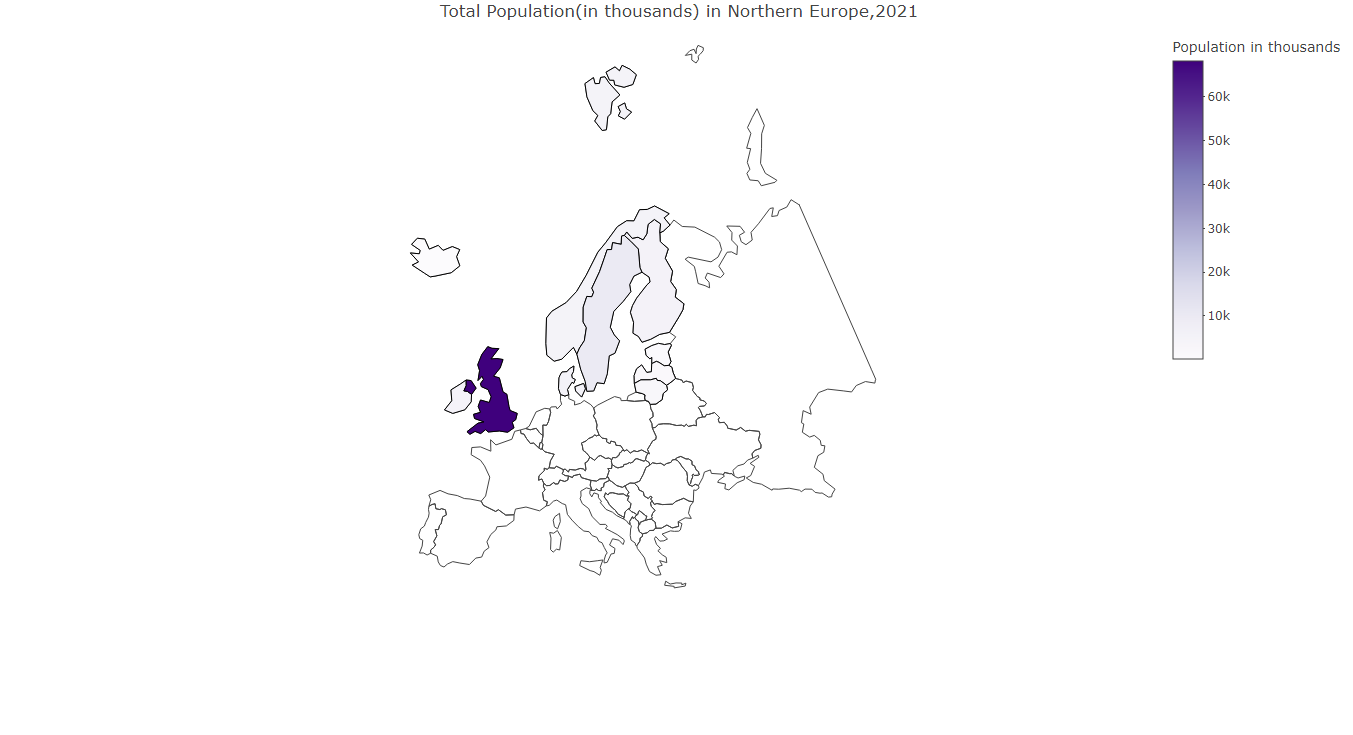 Total Population(in thousands) in Northern Europe,2021
Population in thousands
60k
50k
40k
30k
20k
10k